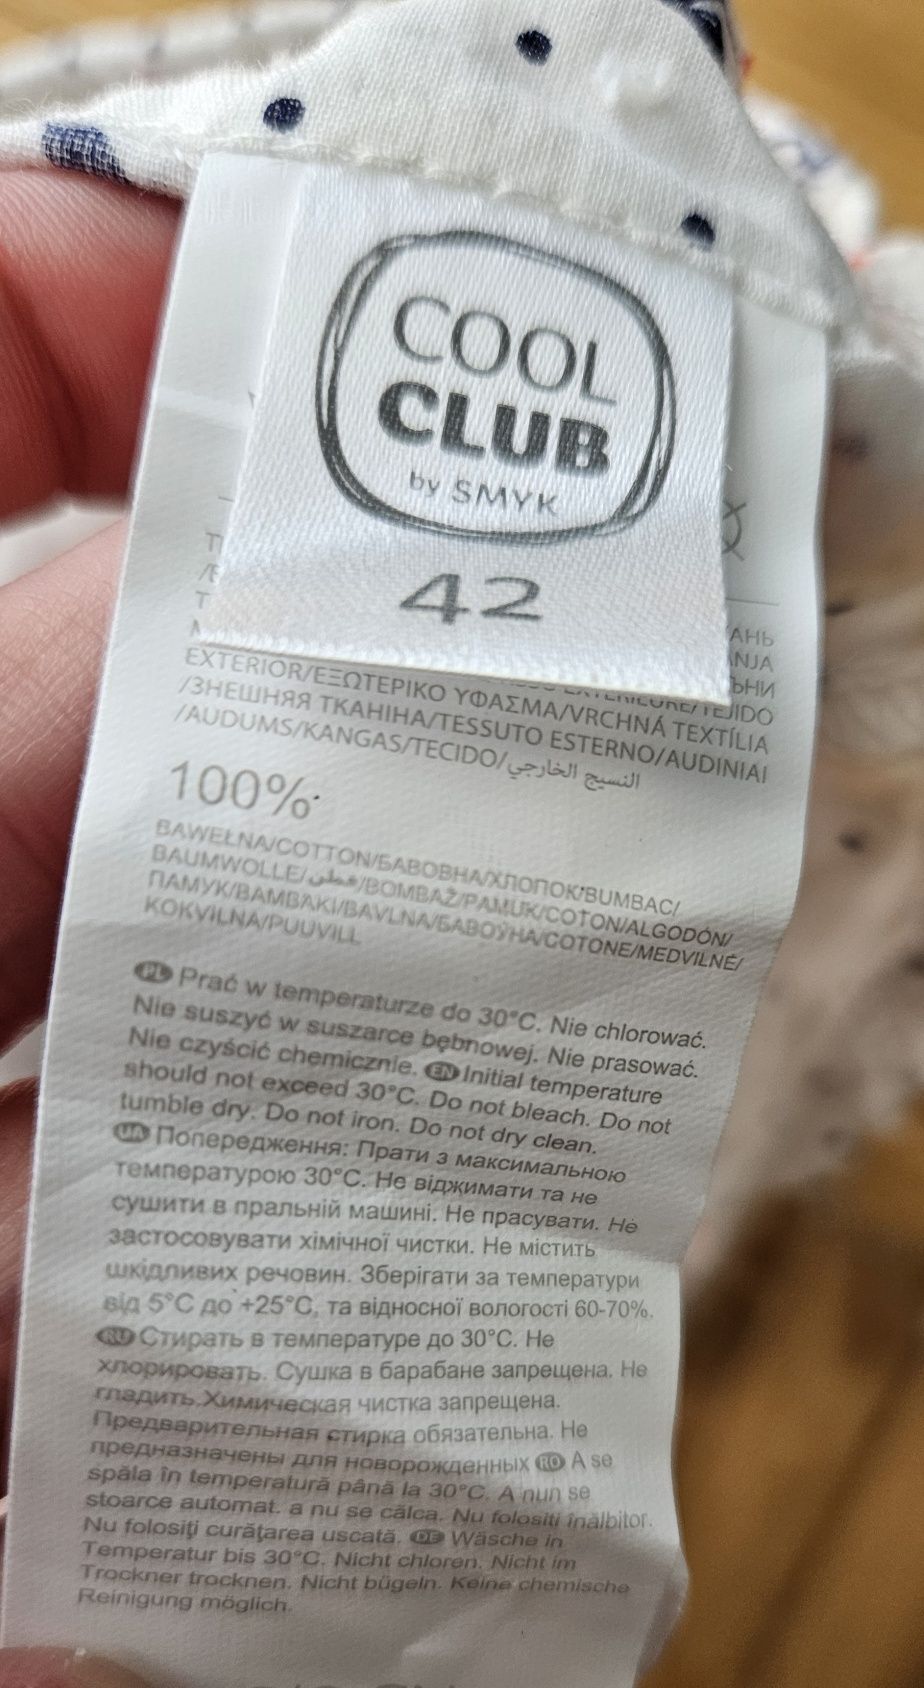 COOL
CLUB
by SMYK
42
АНЬ
NJA
ЪНИ
EXTERIOR/ΕΞΩΤΕΡΙΚΟ ΥΦΑΣΜΑ/VRCHNÁ TEXTÍLIA
/ЗНЕШНЯЯ ТКАНІНА/TESSUTO ESTERNO/AUDINIAI
/AUDUMS/KANGAS/TECIDO/النسيج الخارجي
100%
BAWEŁNA/COTTON/БАВОВНА/ХЛОПОК/BUMBAC/
BAUMWOLLE/قطن/BOMBAŽ/PAMUK/COTON/ALGODÓN/
ПАМУК/ΒΑΜΒΑΚΙ/BAVLNA/БАВОЎНА/COTONE/MEDVILNĖ/
KOKVILNA/PUUVILL
PL Prać w temperaturze do 30°C. Nie chlorować.
Nie suszyć w suszarce bębnowej. Nie prasować.
Nie czyścić chemicznie. EN Initial temperature
should not exceed 30°C. Do not bleach. Do not
tumble dry. Do not iron. Do not dry clean.
UA Попередження: Прати з максимальною
температурою 30°C. Не віджимати та не
сушити в пральній машині. Не прасувати. Не
застосовувати хімічної чистки. Не містить
шкідливих речовин. Зберігати за температури
від 5°C до +25°C, та відносної вологості 60-70%.
RU Стирать в температуре до 30°C. Не
хлорировать. Сушка в барабане запрещена. Не
гладить.Химическая чистка запрещена.
Предварительная стирка обязательна. Не
предназначены для новорожденных RO A se
spăla în temperatură până la 30°C. A nun se
stoarce automat. a nu se călca. Nu folositi înălbitor.
Nu folosiţi curăţarea uscată. DE Wäsche in
Temperatur bis 30°C. Nicht chloren. Nicht im
Trockner trocknen. Nicht bügeln. Keine chemische
Reinigung möglich.